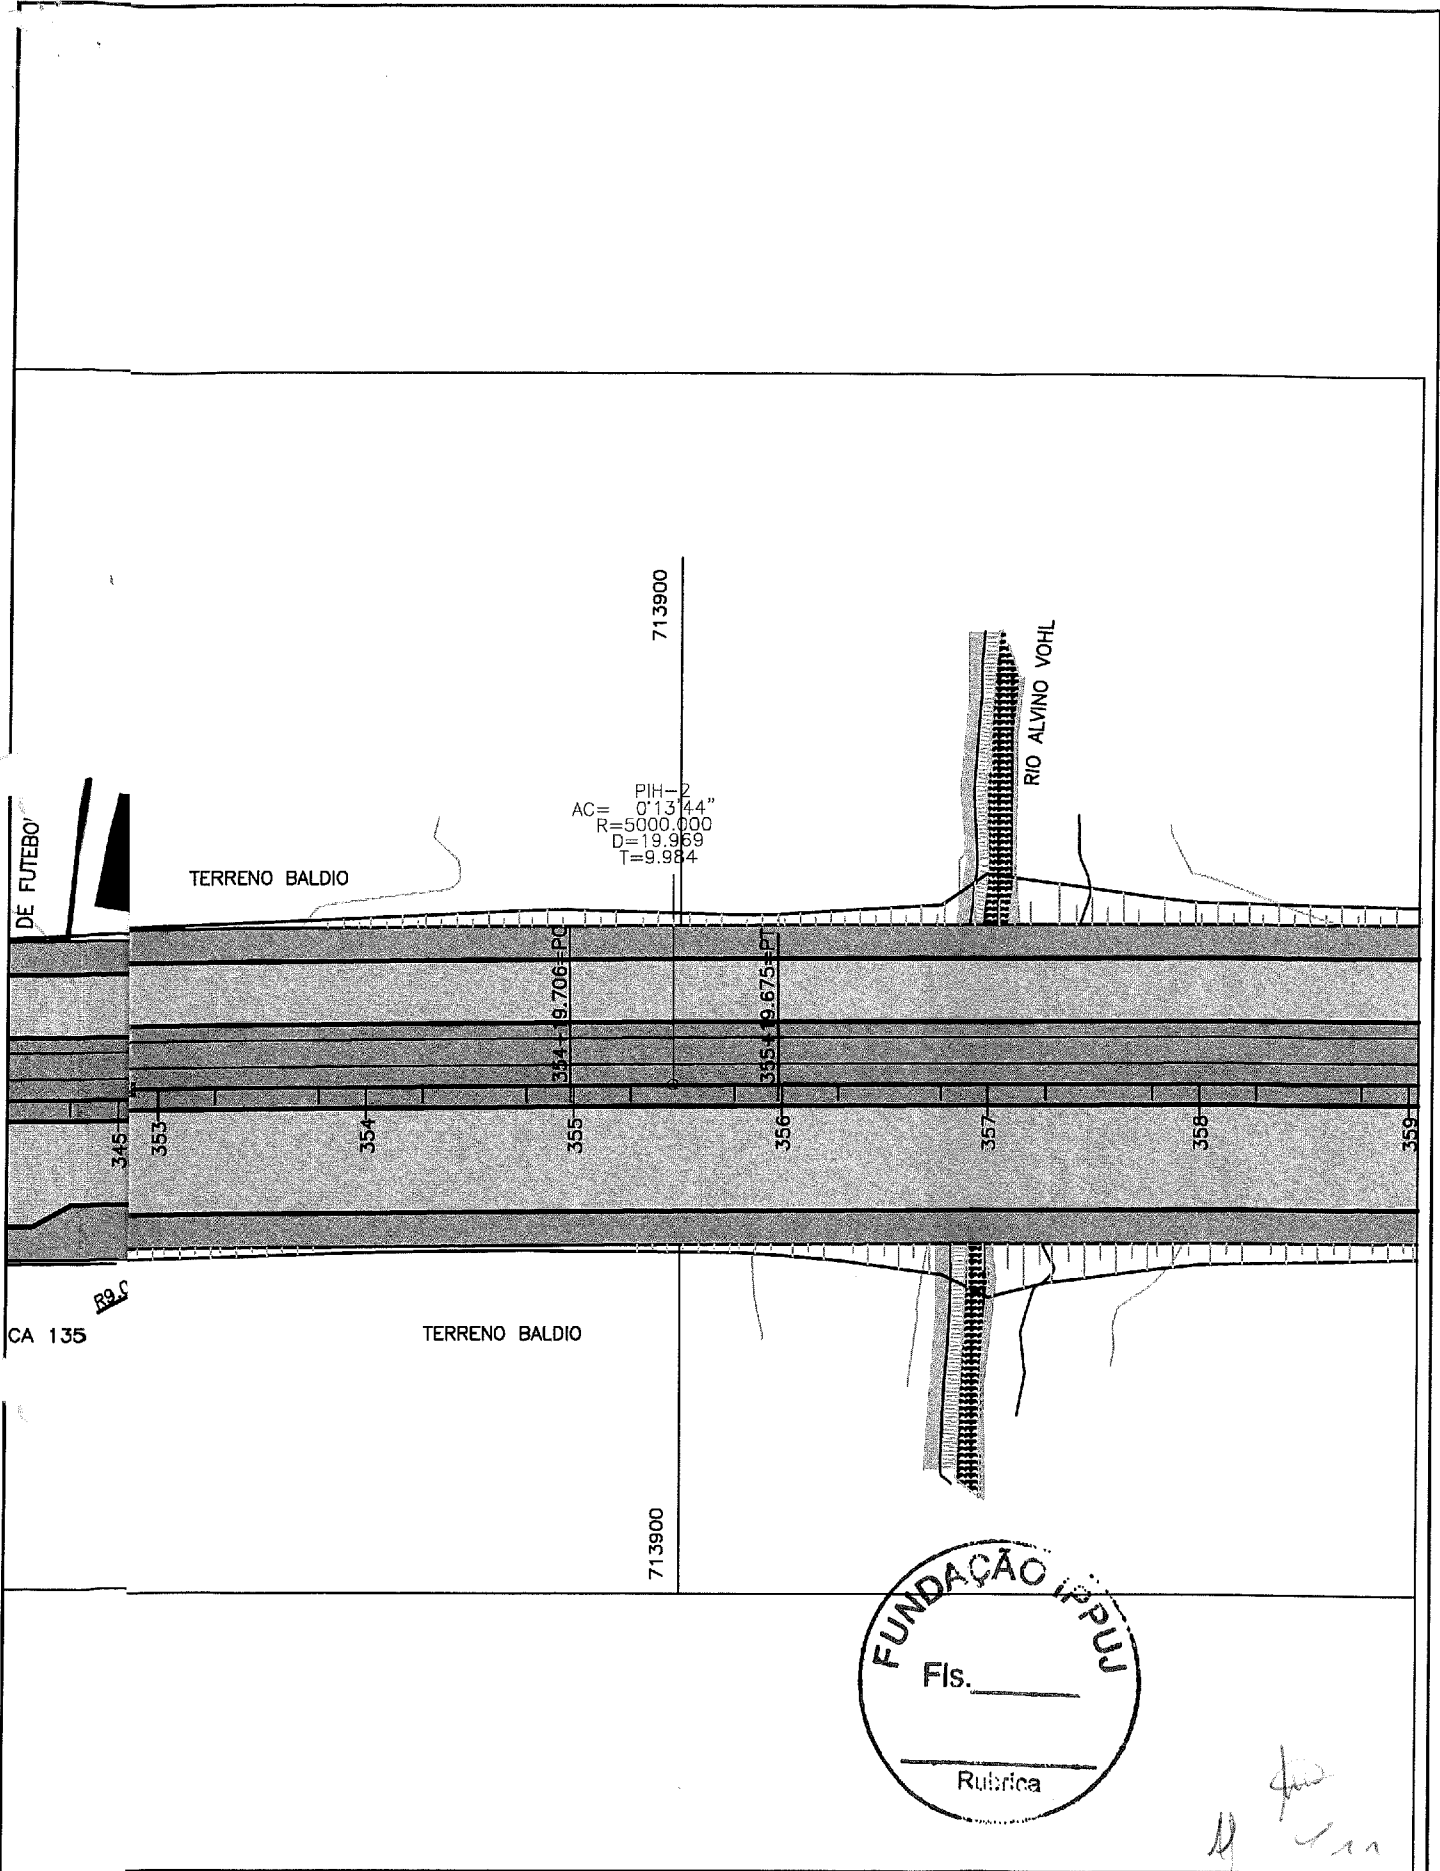 713900
RIO ALVINO VOHL
PIH-2
AC= 0°13'44"
R=5000.000
D=19.969
T=9.984
DE FUTEBO
TERRENO BALDIO
354+19.706=PC
355+19.675=PT
345
353
354
355
356
357
358
359
R9.0
CA 135
TERRENO BALDIO
713900
FUNDAÇÃO IPPUJ
Fls.
Rubrica